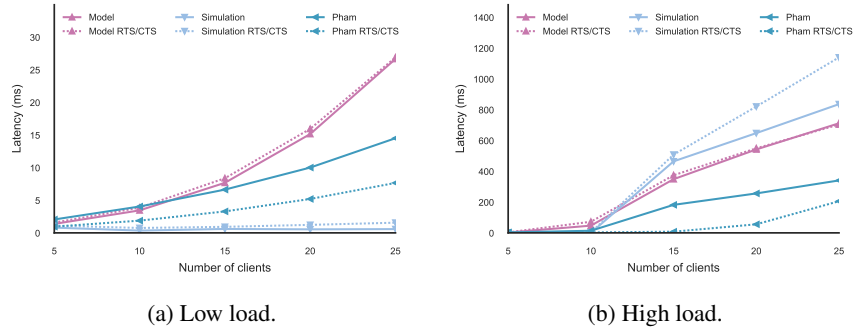 Model
Simulation
Pham
Model RTS/CTS
Simulation RTS/CTS
Pham RTS/CTS
30
25
20
15
10
5
0
Latency (ms)
5
10
15
20
25
Number of clients
(a) Low load.
Model
Simulation
Pham
Model RTS/CTS
Simulation RTS/CTS
Pham RTS/CTS
1400
1200
1000
800
600
400
200
0
Latency (ms)
5
10
15
20
25
Number of clients
(b) High load.